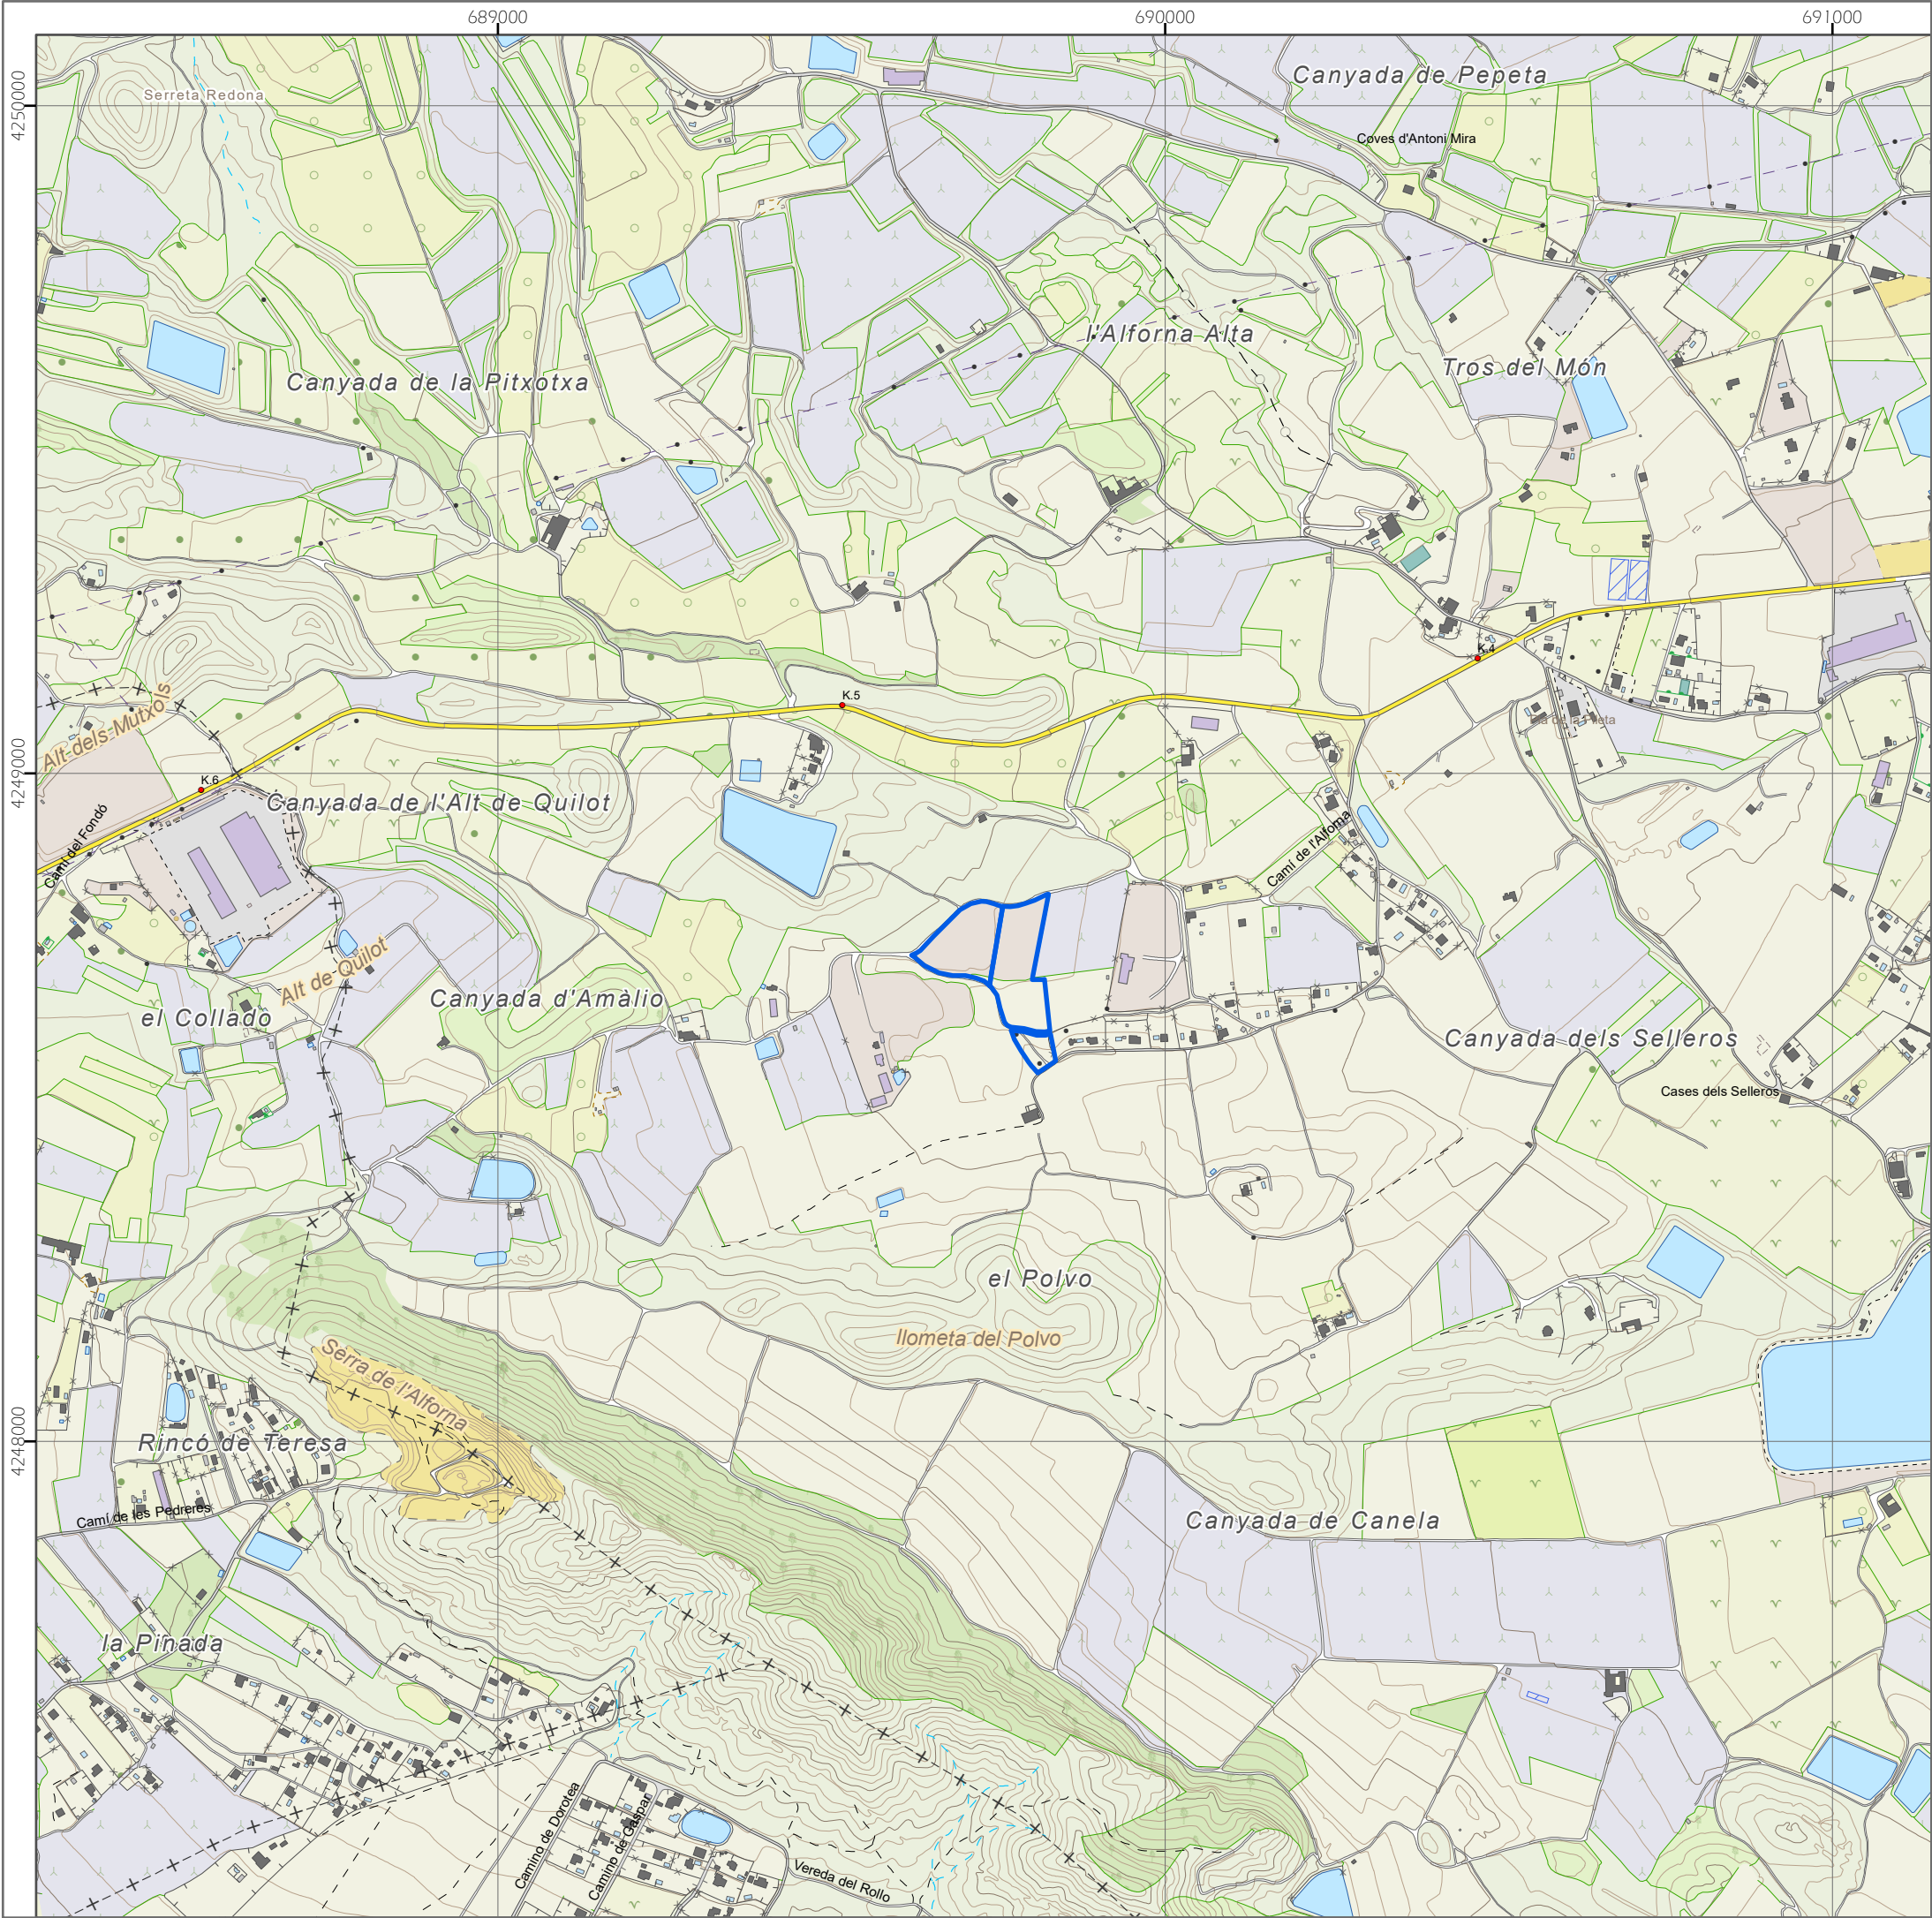 689000
690000
691000
4250000
Canyada de Pepeta
Serreta Redona
Coves d'Antoni Mira
l'Alforna Alta
Tros del Món
Canyada de la Pitxotxa
K.4
K.5
Alt dels Mutxols
4249000
K.6
Canyada de l'Alt de Quilot
Camí del Fondó
Camí de l'Alforna
Alt de Quilot
Canyada d'Amàlio
el Collado
Canyada dels Selleros
Cases dels Selleros
el Polvo
llometa del Polvo
Serra de l'Alforna
4248000
Rincó de Teresa
Camí de les Pedreres
Canyada de Canela
la Pinada
Camino de Dorotea
Camino de Gaspar
Vereda del Rollo